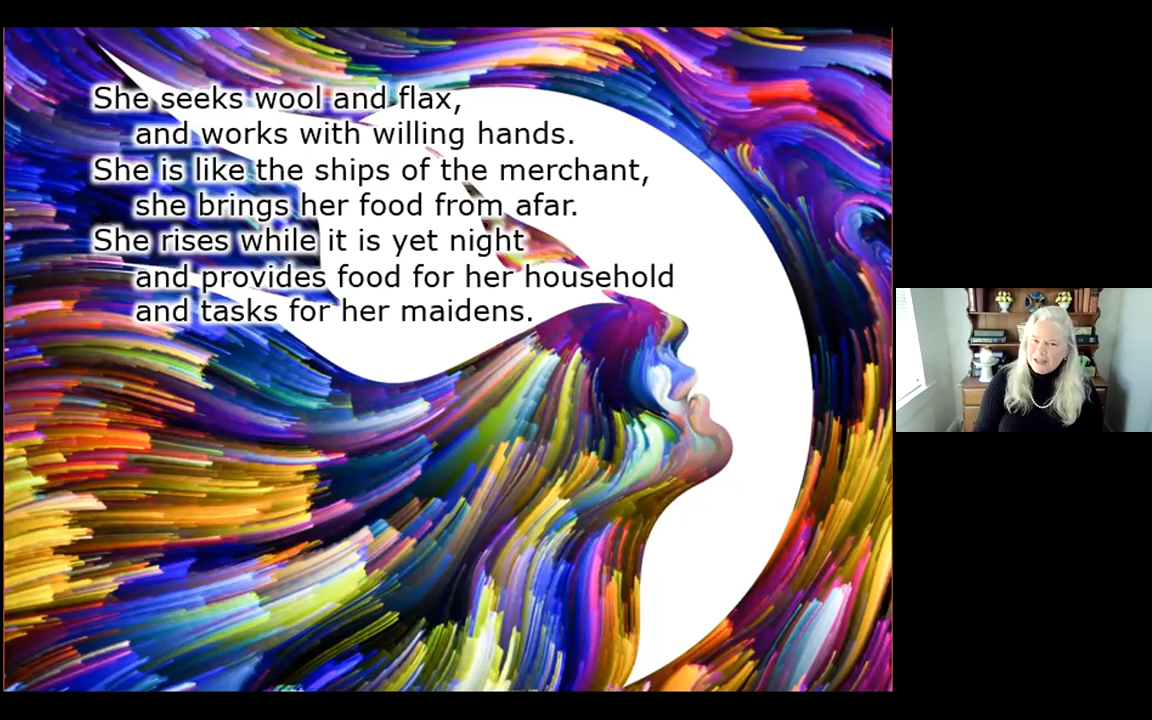 She seeks wool and flax,
and works with willing hands.
She is like the ships of the merchant,
she brings her food from afar.
She rises while it is yet night
and provides food for her household
and tasks for her maidens.